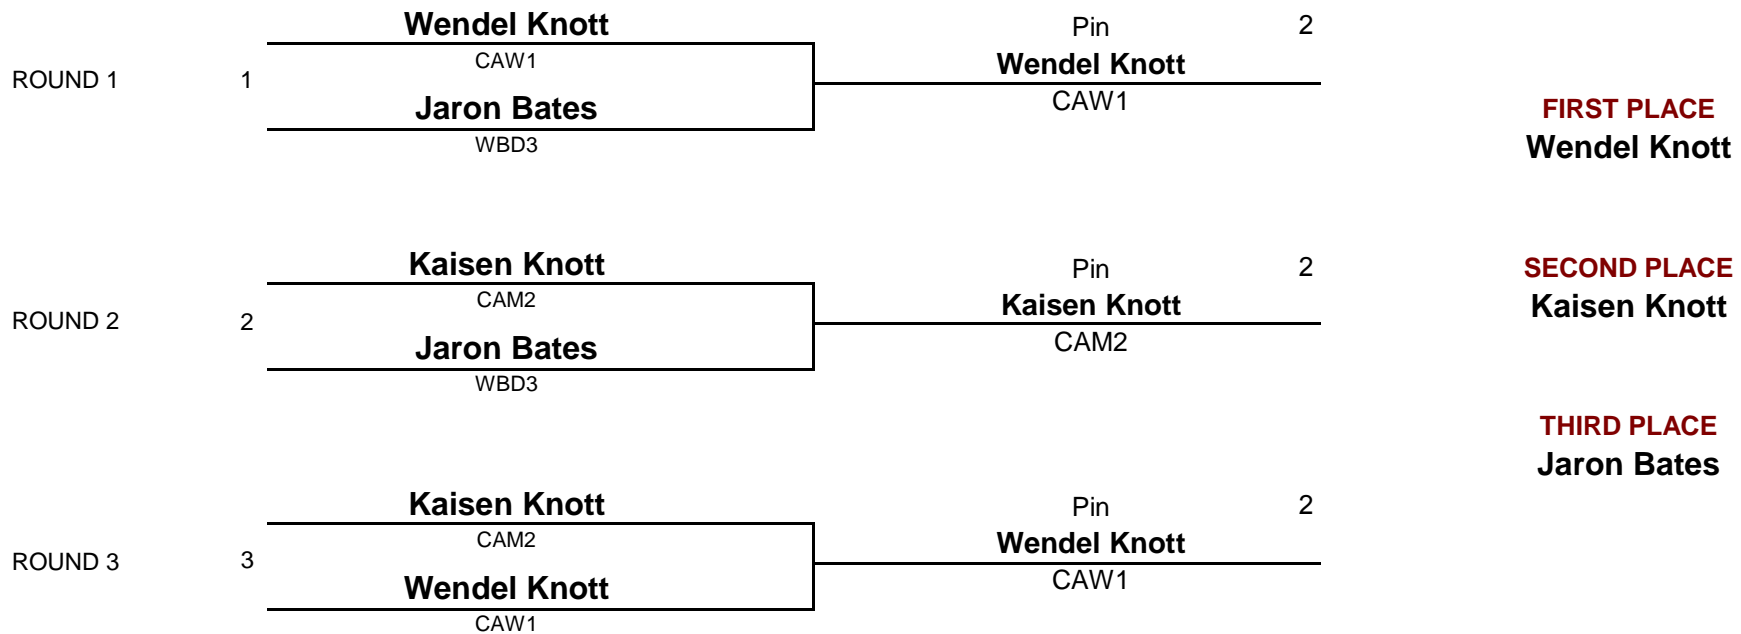 Wendel Knott
CAW1
ROUND 1
1
Jaron Bates
WBD3
Pin
2
Wendel Knott
CAW1
FIRST PLACE
Wendel Knott
Kaisen Knott
CAM2
ROUND 2
2
Jaron Bates
WBD3
Pin
2
Kaisen Knott
CAM2
SECOND PLACE
Kaisen Knott
THIRD PLACE
Jaron Bates
Kaisen Knott
CAM2
ROUND 3
3
Wendel Knott
CAW1
Pin
2
Wendel Knott
CAW1